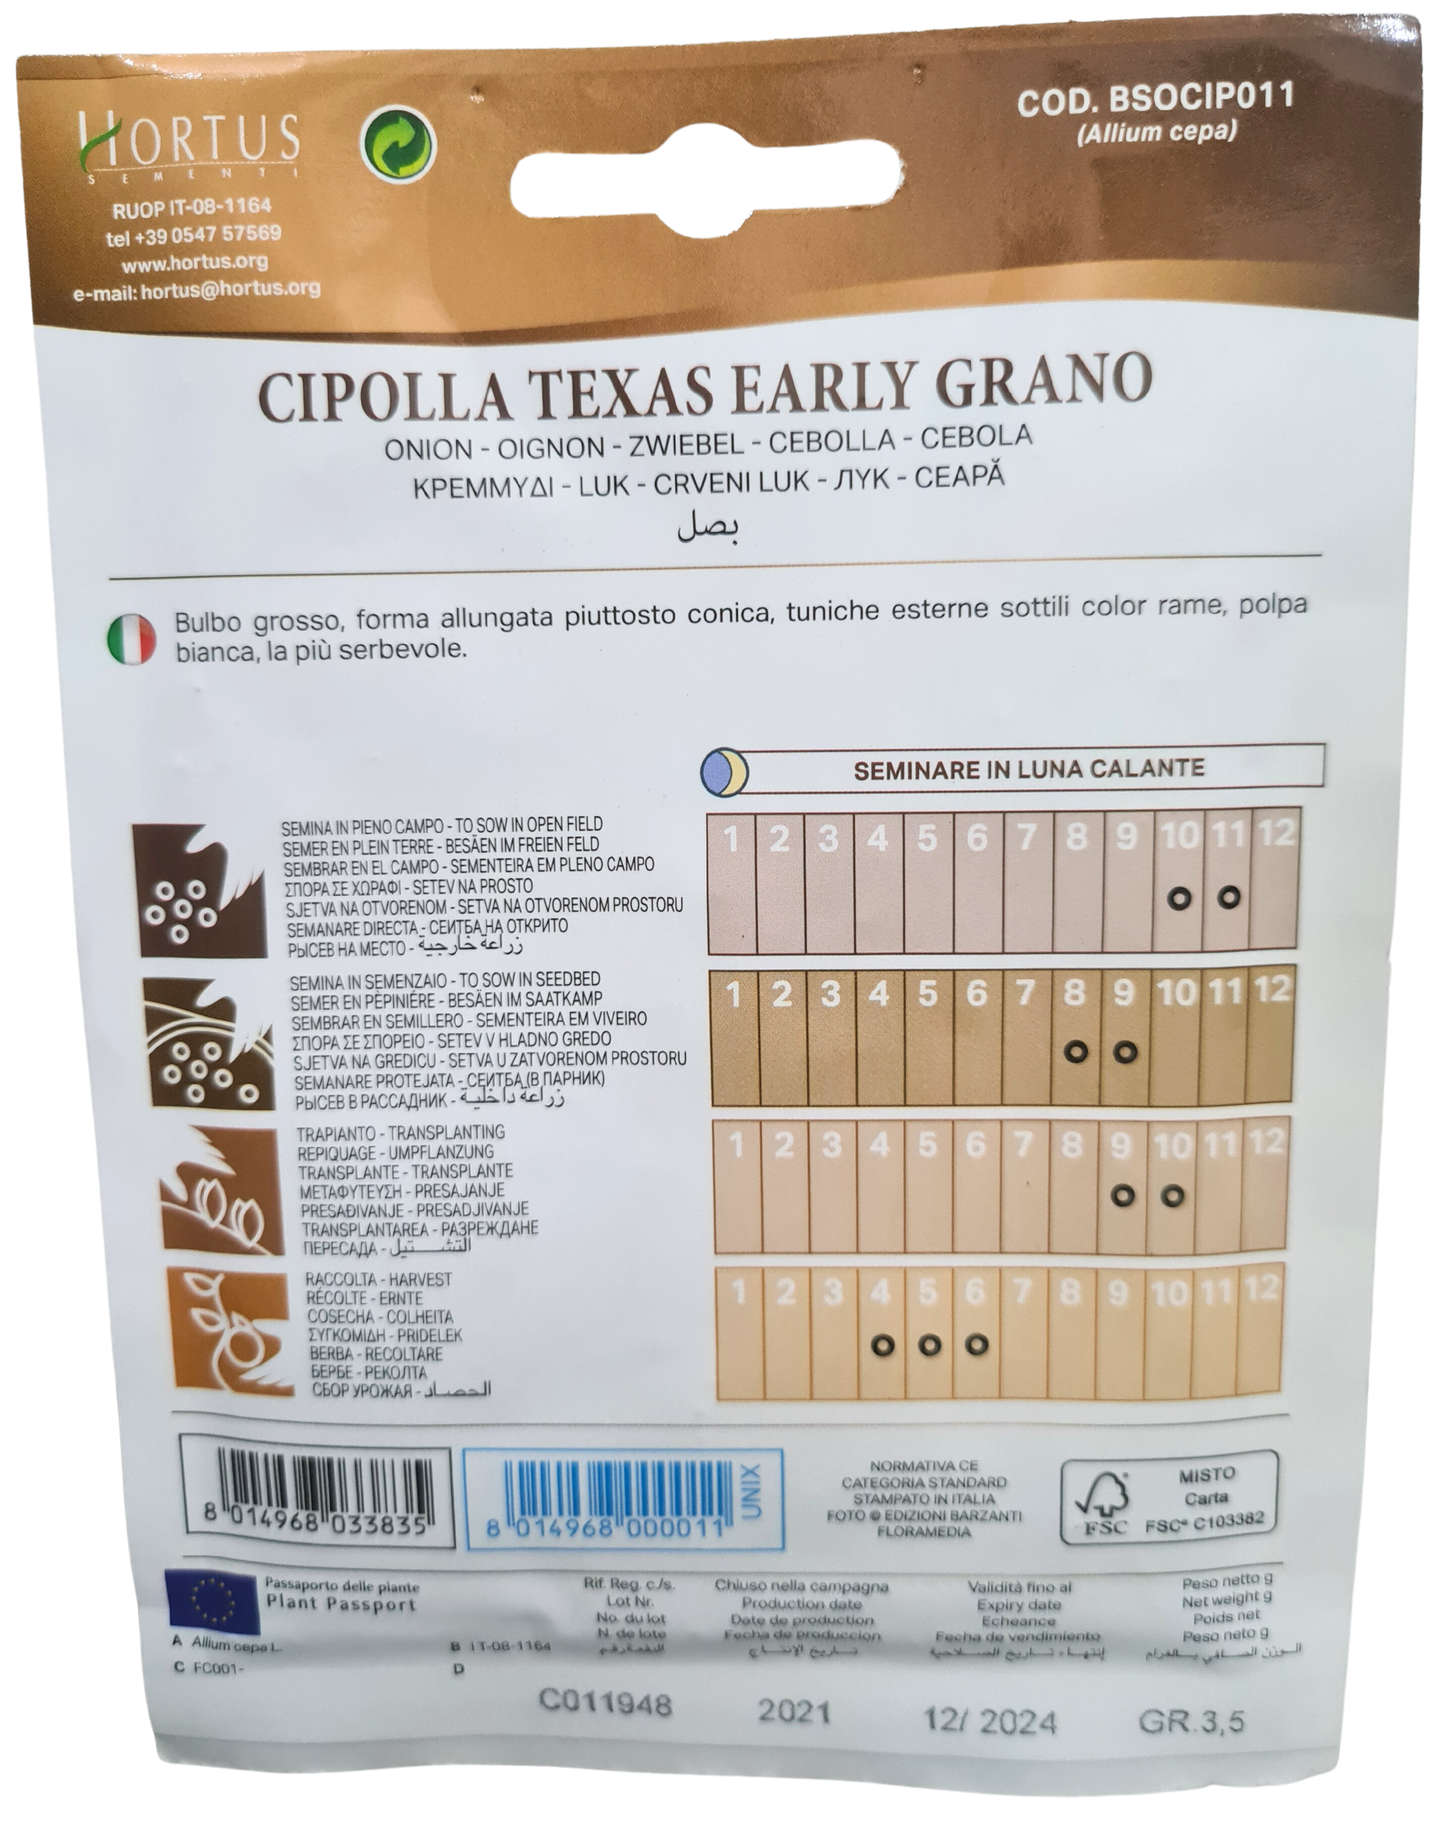 HORTUS
SEMENTI
RUOP IT-08-1164
tel +39 0547 57569
www.hortus.org
e-mail: hortus@hortus.org
COD. BSOCIP011
(Allium cepa)
CIPOLLA TEXAS EARLY GRANO
ONION - OIGNON - ZWIEBEL - CEBOLLA - CEBOLA
ΚΡΕΜΜΥΔΙ - LUK - CRVENI LUK - ЛУК - CEAPĂ
بصل
Bulbo grosso, forma allungata piuttosto conica, tuniche esterne sottili color rame, polpa
bianca, la più serbevole.
SEMINARE IN LUNA CALANTE
SEMINA IN PIENO CAMPO - TO SOW IN OPEN FIELD
SEMER EN PLEIN TERRE - BESÄEN IM FREIEN FELD
SEMBRAR EN EL CAMPO - SEMENTEIRA EM PLENO CAMPO
ΣΠΟΡΑ ΣΕ ΧΩΡΑΦΙ - SETEV NA PROSTO
SJETVA NA OTVORENOM - SETVA NA OTVORENOM PROSTORU
SEMANARE DIRECTA - СЕИТБА НА ОТКРИТО
РЫСЕВ НА МЕСТО - زراعة خارجية
1 2 3 4 5 6 7 8 9 10 11 12
SEMINA IN SEMENZAIO - TO SOW IN SEEDBED
SEMER EN PÈPINIÉRE - BESÄEN IM SAATKAMP
SEMBRAR EN SEMILLERO - SEMENTEIRA EM VIVEIRO
ΣΠΟΡΑ ΣΕ ΣΠΟΡΕΙΟ - SETEV V HLADNO GREDO
SJETVA NA GREDICU - SETVA U ZATVORENOM PROSTORU
SEMANARE PROTEJATA - СЕИТБА (В ПАРНИК)
РЫСЕВ В РАССАДНИК - زراعة داخلية
1 2 3 4 5 6 7 8 9 10 11 12
TRAPIANTO - TRANSPLANTING
REPIQUAGE - UMPFLANZUNG
TRANSPLANTE - TRANSPLANTE
ΜΕΤΑΦΥΤΕΥΣΗ - PRESAJANJE
PRESAĐIVANJE - PRESADJIVANJE
TRANSPLANTAREA - РАЗРЕЖДАНЕ
ПЕРЕСАДА - التشتيل
1 2 3 4 5 6 7 8 9 10 11 12
RACCOLTA - HARVEST
RÉCOLTE - ERNTE
COSECHA - COLHEITA
ΣΥΓΚΟΜΙΔΗ - PRIDELEK
BERBA - RECOLTARE
БЕРБЕ - РЕКОЛТА
СБОР УРОЖАЯ - الحصاد
1 2 3 4 5 6 7 8 9 10 11 12
8 014968 033835
8 014968 000011
UNIX
NORMATIVA CE
CATEGORIA STANDARD
STAMPATO IN ITALIA
FOTO © EDIZIONI BARZANTI
FLORAMEDIA
FSC
MISTO
Carta
FSC® C103382
Passaporto delle piante
Plant Passport
A Allium cepa L.
B IT-08-1164
C FC001-
D
Rif. Reg. c/s.
Lot Nr.
No. du lot
N. de lote
Chiuso nella campagna
Production date
Date de production
Fecha de produccion
تاريخ الإنتاج
Validità fino al
Expiry date
Echeance
Fecha de vendimiento
إنتهاء تاريخ الصلاحية
Peso netto g
Net weight g
Poids net
Peso neto g
الوزن الصافي بالغرام
C011948
2021
12/ 2024
GR.3,5